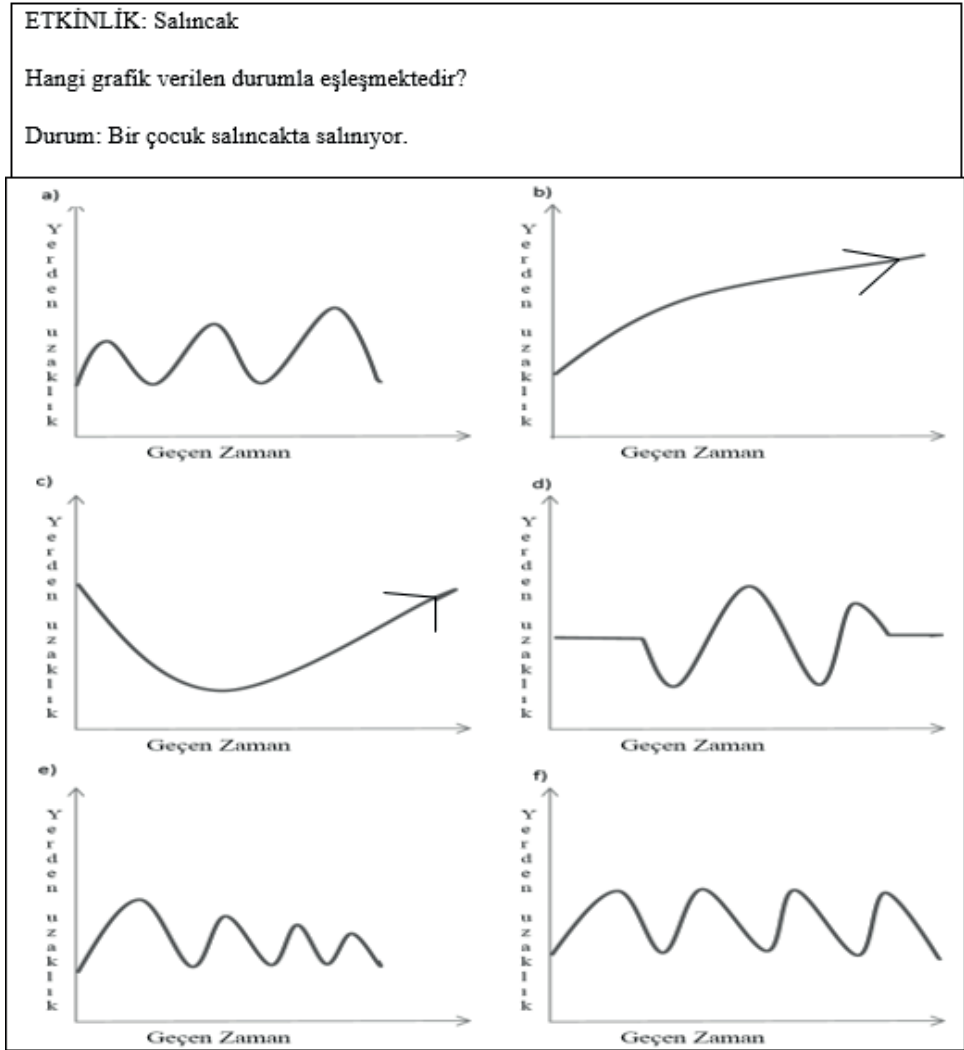 ETKİNLİK: Salıncak
Hangi grafik verilen durumla eşleşmektedir?
Durum: Bir çocuk salıncakta salınıyor.
a)
Yerden uzaklık
Geçen Zaman
b)
Yerden uzaklık
Geçen Zaman
c)
Yerden uzaklık
Geçen Zaman
d)
Yerden uzaklık
Geçen Zaman
e)
Yerden uzaklık
Geçen Zaman
f)
Yerden uzaklık
Geçen Zaman